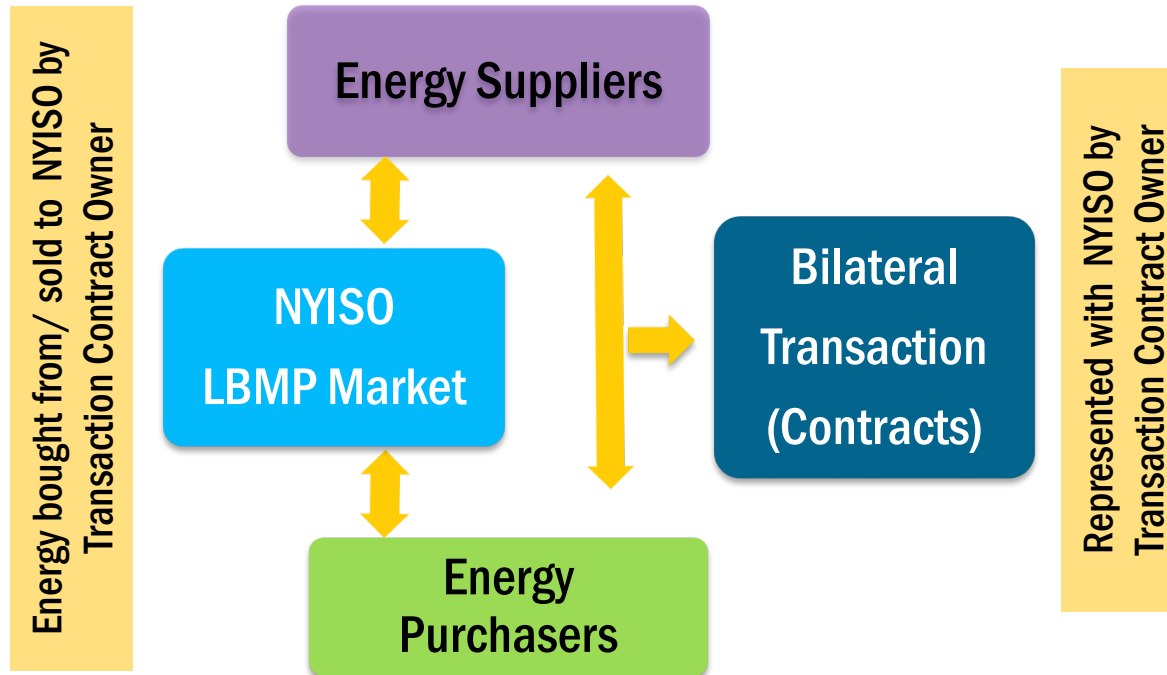 Energy bought from/ sold to NYISO by
Transaction Contract Owner
Energy Suppliers
NYISO
LBMP Market
Bilateral
Transaction
(Contracts)
Energy
Purchasers
Represented with NYISO by
Transaction Contract Owner